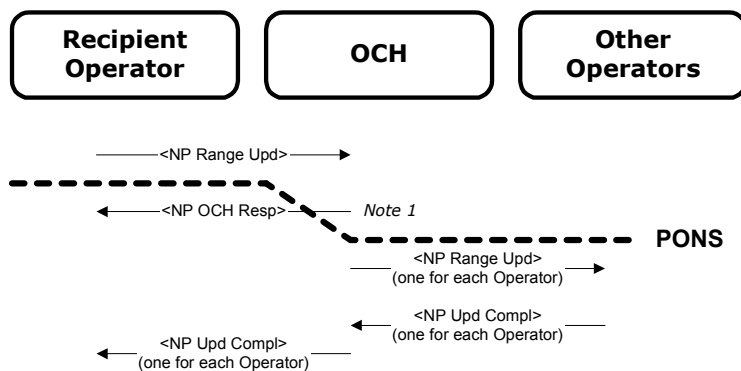 Recipient
Operator
OCH
Other
Operators
<NP Range Upd>
<NP OCH Resp>
Note 1
PONS
<NP Range Upd>
(one for each Operator)
<NP Upd Compl>
(one for each Operator)
<NP Upd Compl>
(one for each Operator)